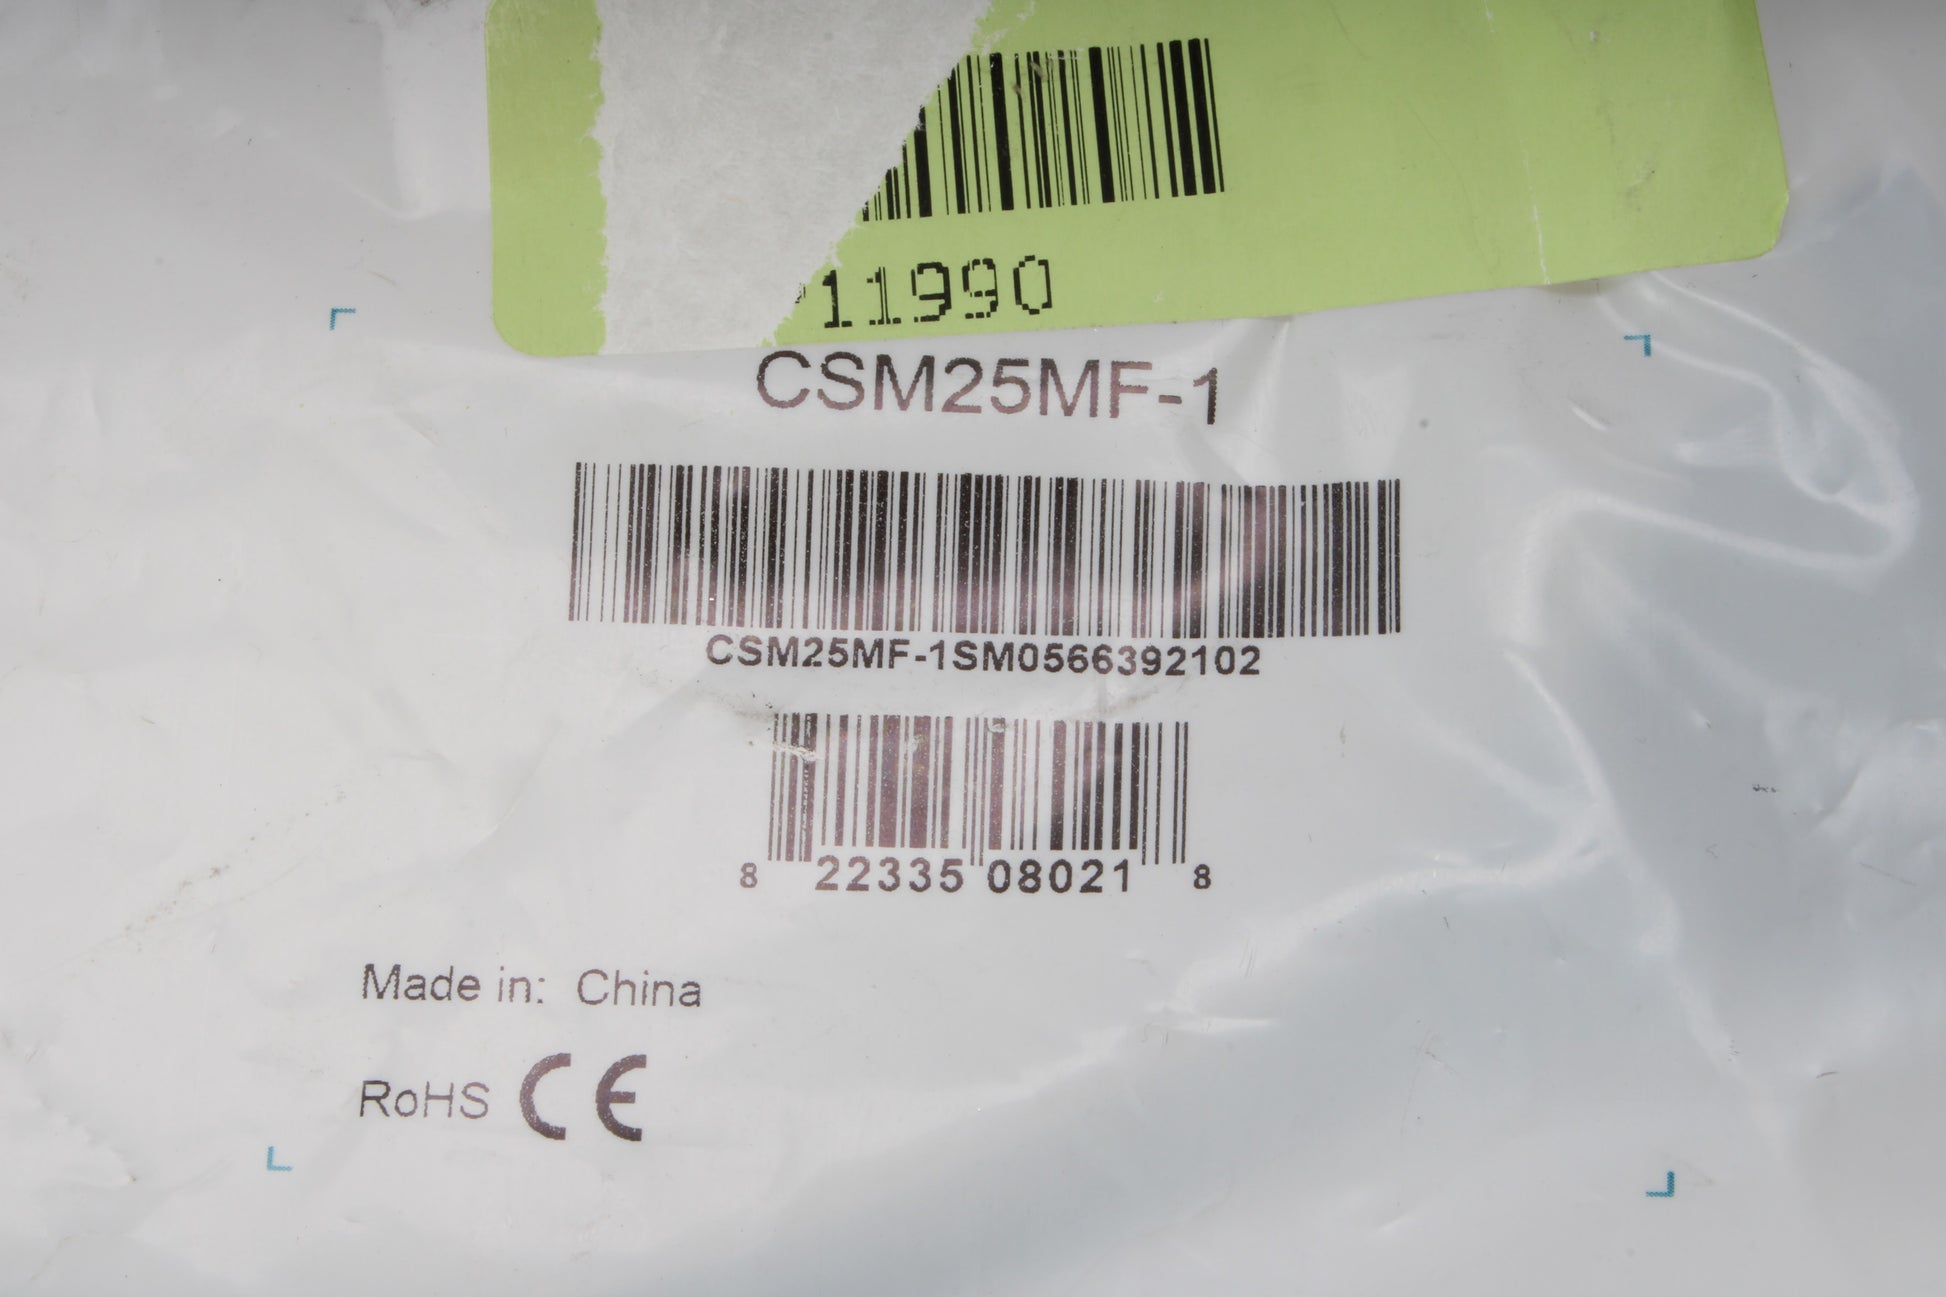 11990
CSM25MF-1
CSM25MF-1SM0566392102
8 22335 08021 8
Made in: China
RoHS CE